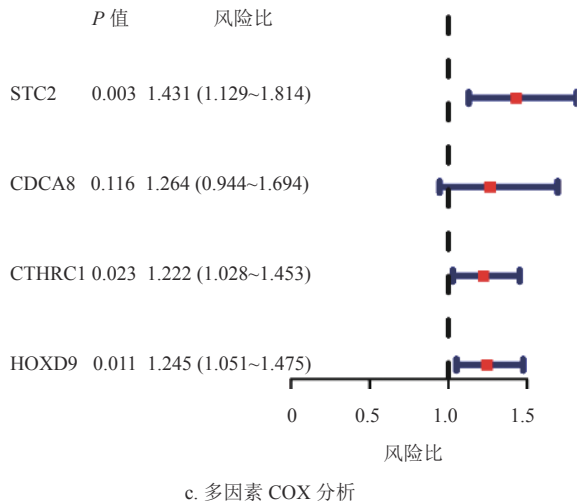 P 值 风险比
STC2 0.003 1.431 (1.129~1.814)
CDCA8 0.116 1.264 (0.944~1.694)
CTHRC1 0.023 1.222 (1.028~1.453)
HOXD9 0.011 1.245 (1.051~1.475)
0 0.5 1.0 1.5
风险比
c. 多因素 COX 分析